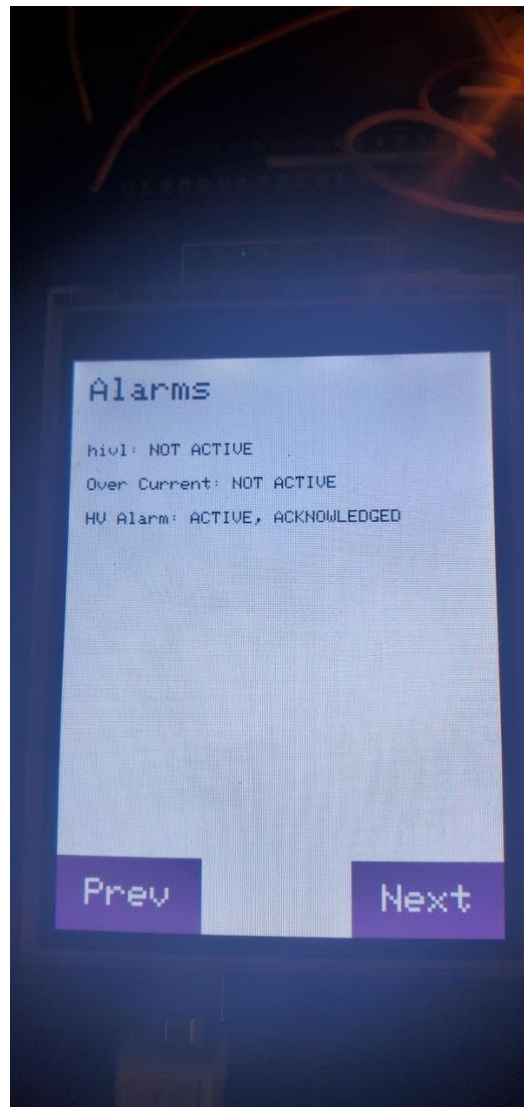 Alarms
hivl: NOT ACTIVE
Over Current: NOT ACTIVE
HV Alarm: ACTIVE, ACKNOWLEDGED
Prev Next